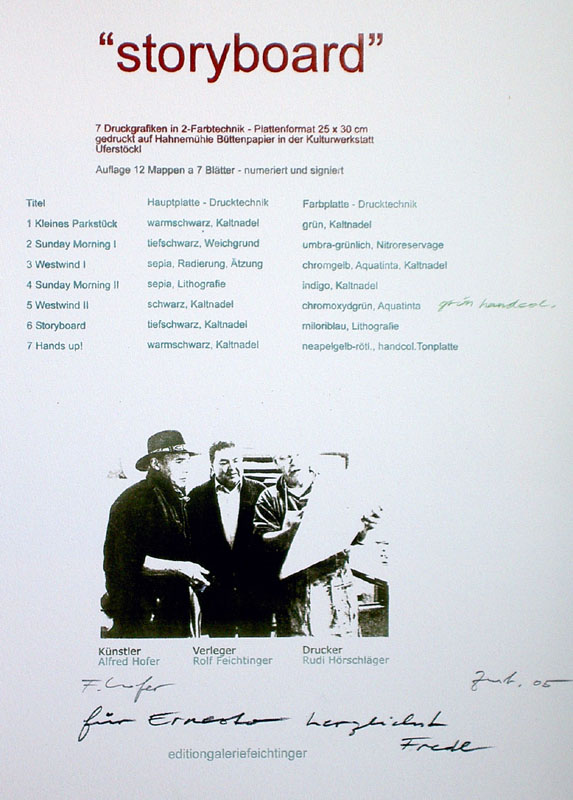 “storyboard”
7 Druckgrafiken in 2-Farbtechnik - Plattenformat 25 x 30 cm
gedruckt auf Hahnemühle Büttenpapier in der Kulturwerkstatt
Uferstöckl
Auflage 12 Mappen a 7 Blätter - numeriert und signiert
Titel Hauptplatte - Drucktechnik Farbplatte - Drucktechnik
1 Kleines Parkstück warmschwarz, Kaltnadel grün, Kaltnadel
2 Sunday Morning I tiefschwarz, Weichgrund umbra-grünlich, Nitroreservage
3 Westwind I sepia, Radierung, Ätzung chromgelb, Aquatinta, Kaltnadel
4 Sunday Morning II sepia, Lithografie indigo, Kaltnadel
5 Westwind II schwarz, Kaltnadel chromoxydgrün, Aquatinta grün handcol.
6 Storyboard tiefschwarz, Kaltnadel miloriblau, Lithografie
7 Hands up! warmschwarz, Kaltnadel neapelgelb-rötl., handcol.Tonplatte
Künstler Verleger Drucker
Alfred Hofer Rolf Feichtinger Rudi Hörschläger
F. Hofer 05
für Ernesto herzlichst
Fredl
editiongaleriefeichtinger